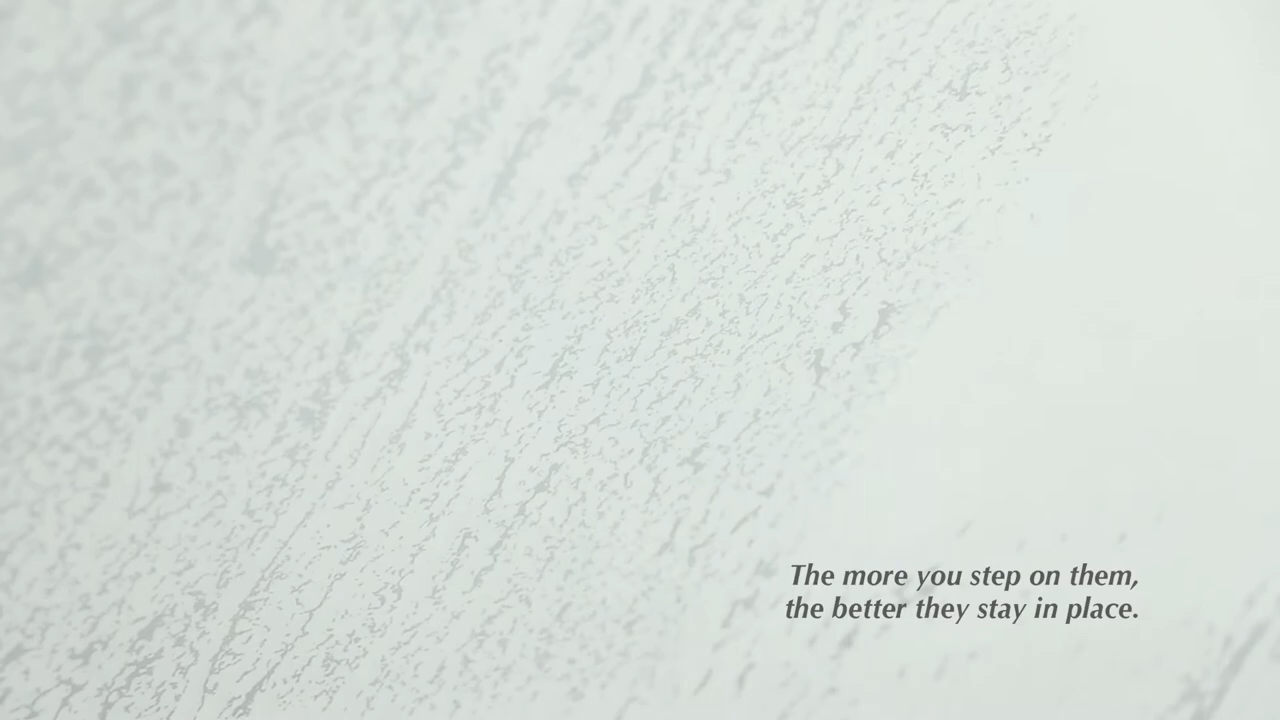 The more you step on them,
the better they stay in place.